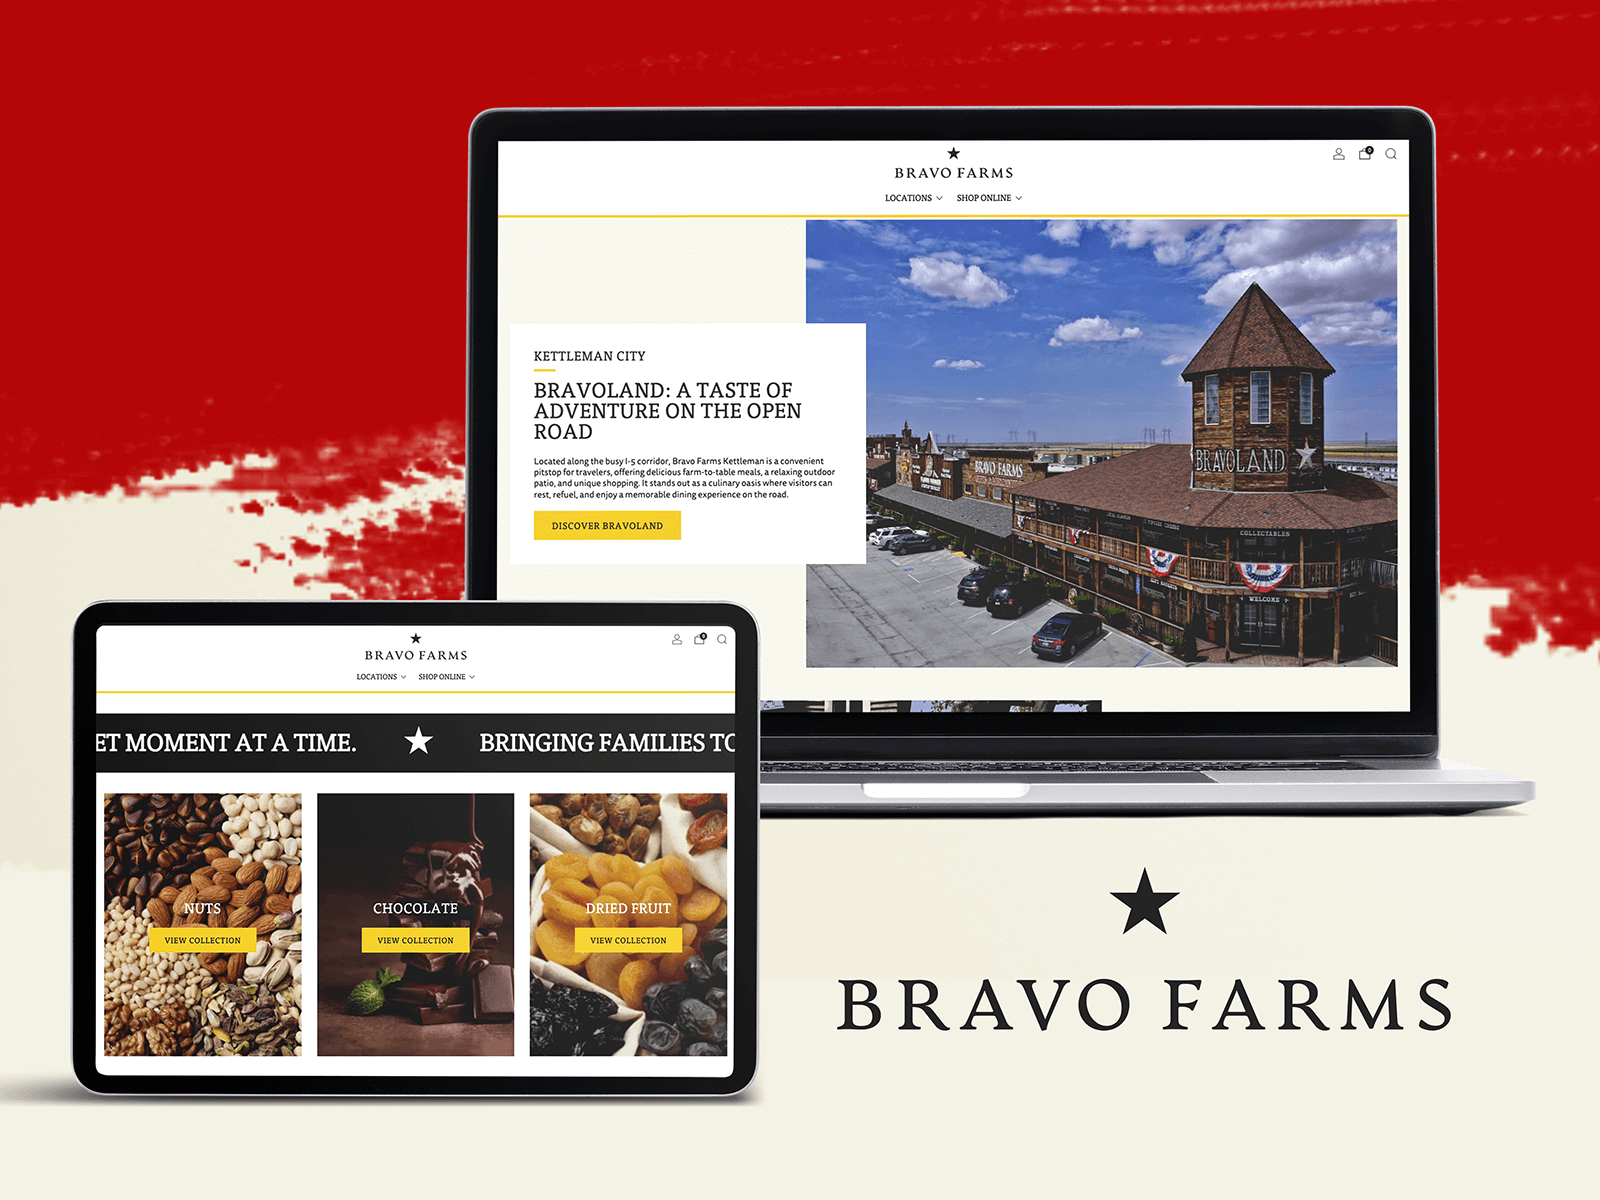 BRAVO FARMS
0
LOCATIONS SHOP ONLINE
KETTLEMAN CITY
BRAVOLAND: A TASTE OF
ADVENTURE ON THE OPEN
ROAD
Located along the busy I-5 corridor, Bravo Farms Kettleman is a convenient
pitstop for travelers, offering delicious farm-to-table meals, a relaxing outdoor
patio, and unique shopping. It stands out as a culinary oasis where visitors can
rest, refuel, and enjoy a memorable dining experience on the road.
DISCOVER BRAVOLAND
BRAVOLAND
BRAVO FARMS
COLLECTABLES
WELCOME
BRAVO FARMS
0
LOCATIONS SHOP ONLINE
ET MOMENT AT A TIME. BRINGING FAMILIES TO
NUTS
VIEW COLLECTION
CHOCOLATE
VIEW COLLECTION
DRIED FRUIT
VIEW COLLECTION
BRAVO FARMS